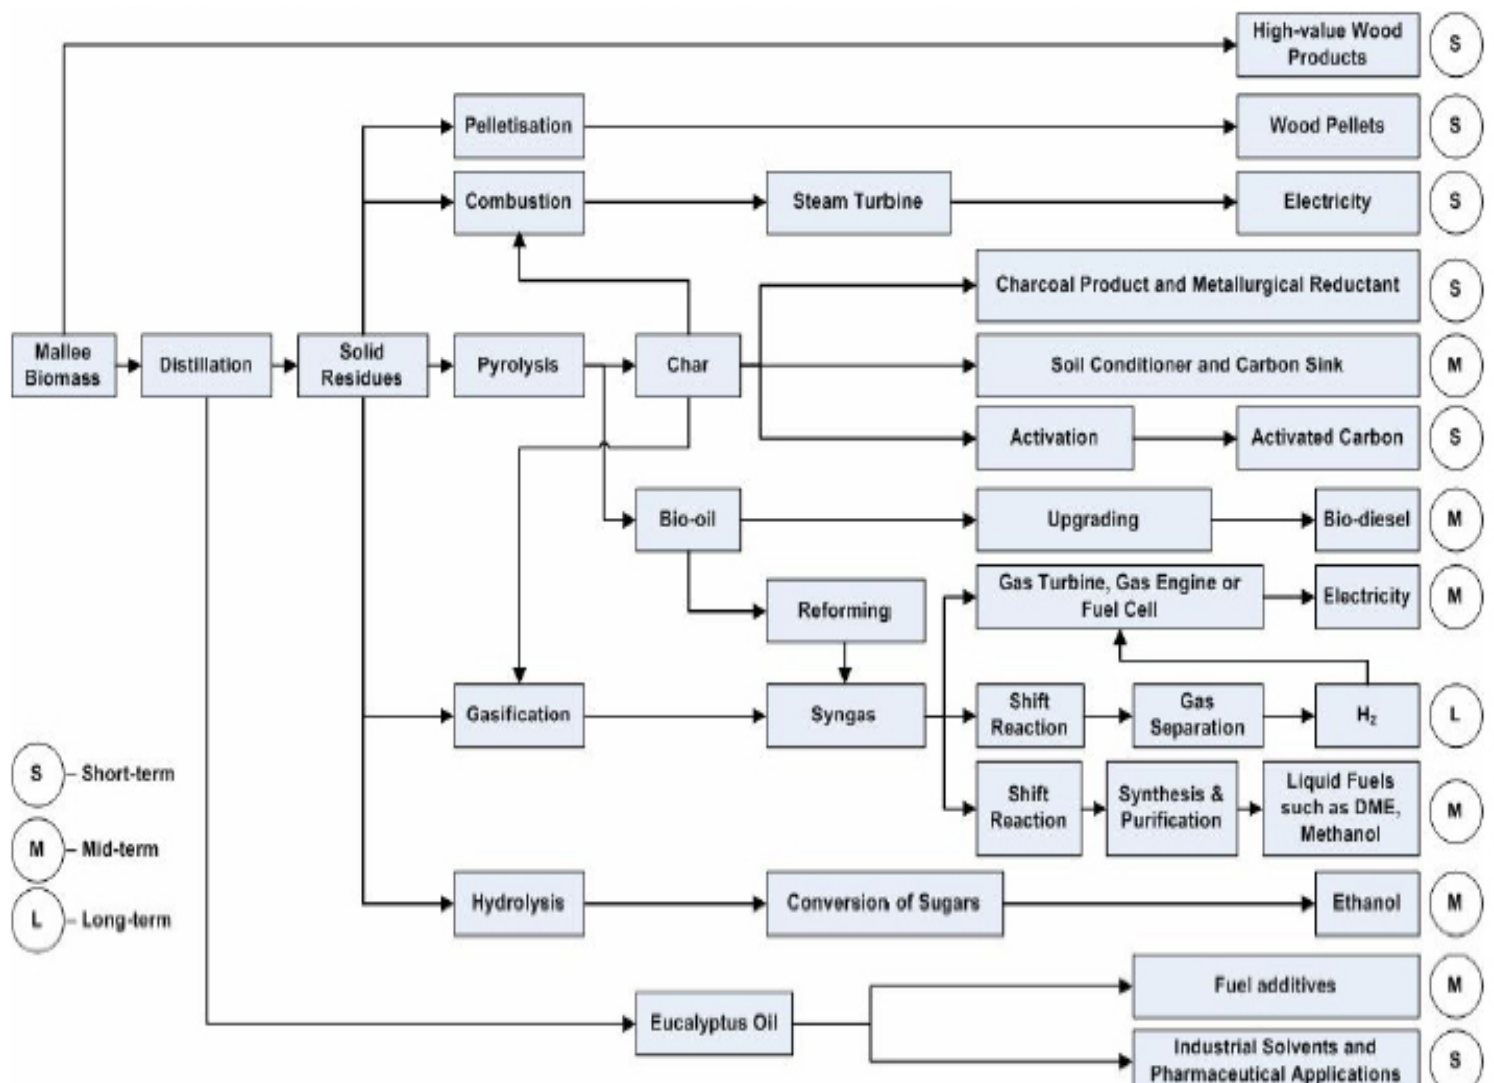 High-value Wood
Products
S
Pelletisation
Wood Pellets
S
Combustion
Steam Turbine
Electricity
S
Charcoal Product and Metallurgical Reductant
S
Mallee
Biomass
Distillation
Solid
Residues
Pyrolysis
Char
Soil Conditioner and Carbon Sink
M
Activation
Activated Carbon
S
Bio-oil
Upgrading
Bio-diesel
M
Reforming
Gas Turbine, Gas Engine or
Fuel Cell
Electricity
M
Gasification
Syngas
Shift
Reaction
Gas
Separation
H₂
L
Shift
Reaction
Synthesis &
Purification
Liquid Fuels
such as DME,
Methanol
M
S – Short-term
M – Mid-term
L – Long-term
Hydrolysis
Conversion of Sugars
Ethanol
M
Eucalyptus Oil
Fuel additives
M
Industrial Solvents and
Pharmaceutical Applications
S